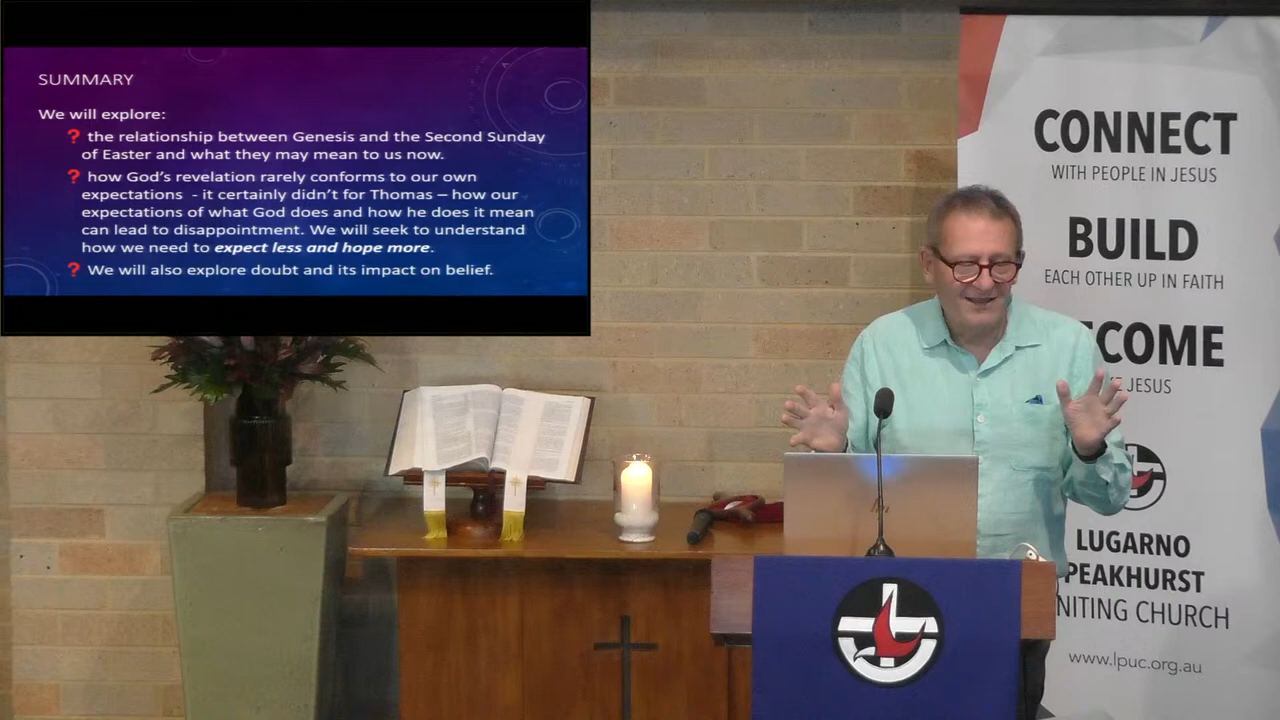 SUMMARY
We will explore:
? the relationship between Genesis and the Second Sunday
of Easter and what they may mean to us now.
? how God's revelation rarely conforms to our own
expectations - it certainly didn't for Thomas – how our
expectations of what God does and how he does it mean
can lead to disappointment. We will seek to understand
how we need to expect less and hope more.
? We will also explore doubt and its impact on belief.
CONNECT
WITH PEOPLE IN JESUS
BUILD
EACH OTHER UP IN FAITH
COME
JESUS
LUGARNO
PEAKHURST
NITING CHURCH
www.lpuc.org.au